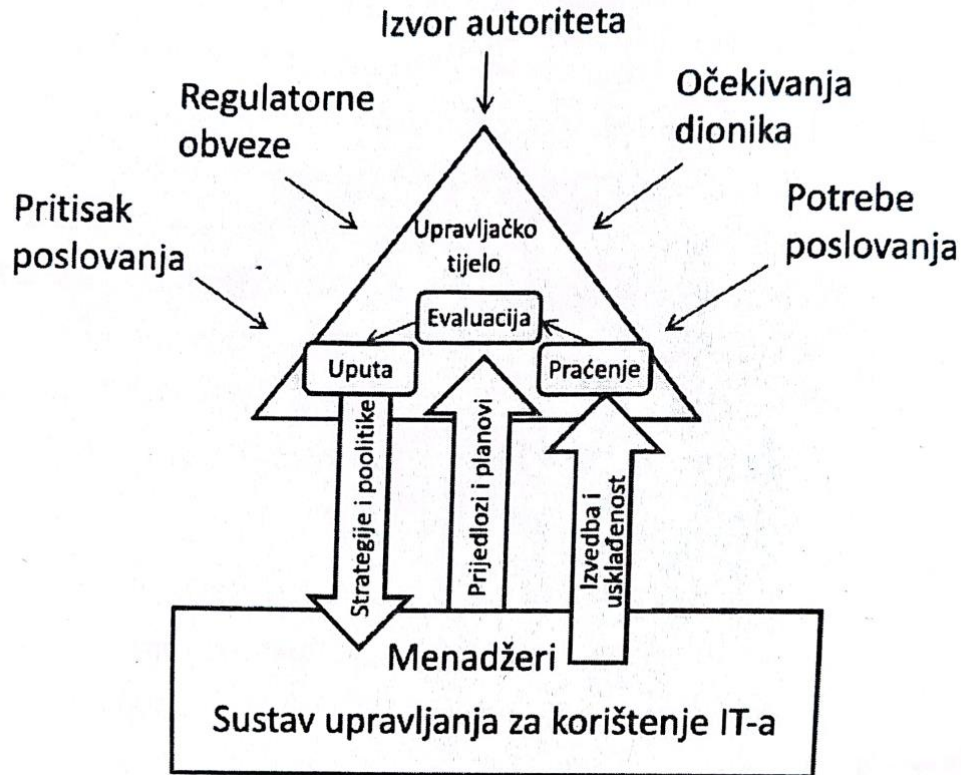 Izvor autoriteta
Regulatorne
obveze
Očekivanja
dionika
Pritisak
poslovanja
Potrebe
poslovanja
Upravljačko
tijelo
Evaluacija
Uputa
Praćenje
Strategije i poolitike
Prijedlozi i planovi
Izvedba i
usklađenost
Menadžeri
Sustav upravljanja za korištenje IT-a